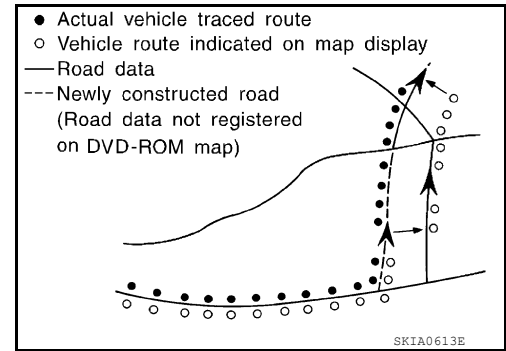 Actual vehicle traced route
Vehicle route indicated on map display
Road data
Newly constructed road
(Road data not registered
on DVD-ROM map)
SKIA0613E